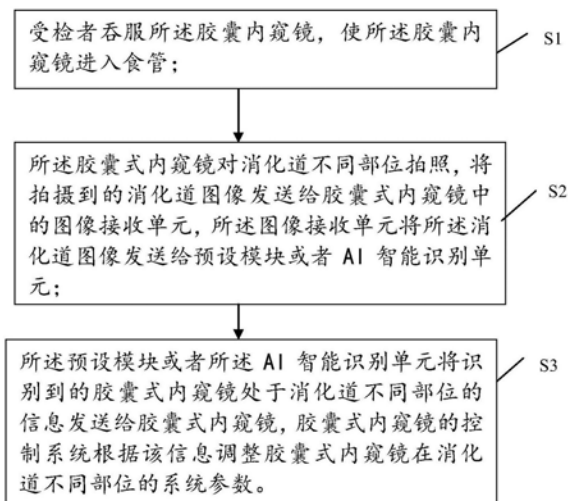 受检者吞服所述胶囊内窥镜，使所述胶囊内
窥镜进入食管；
S1
所述胶囊式内窥镜对消化道不同部位拍照，将
拍摄到的消化道图像发送给胶囊式内窥镜中
的图像接收单元，所述图像接收单元将所述消
化道图像发送给预设模块或者 AI 智能识别单
元；
S2
所述预设模块或者所述 AI 智能识别单元将识
别到的胶囊式内窥镜处于消化道不同部位的
信息发送给胶囊式内窥镜，胶囊式内窥镜的控
制系统根据该信息调整胶囊式内窥镜在消化
道不同部位的系统参数。
S3